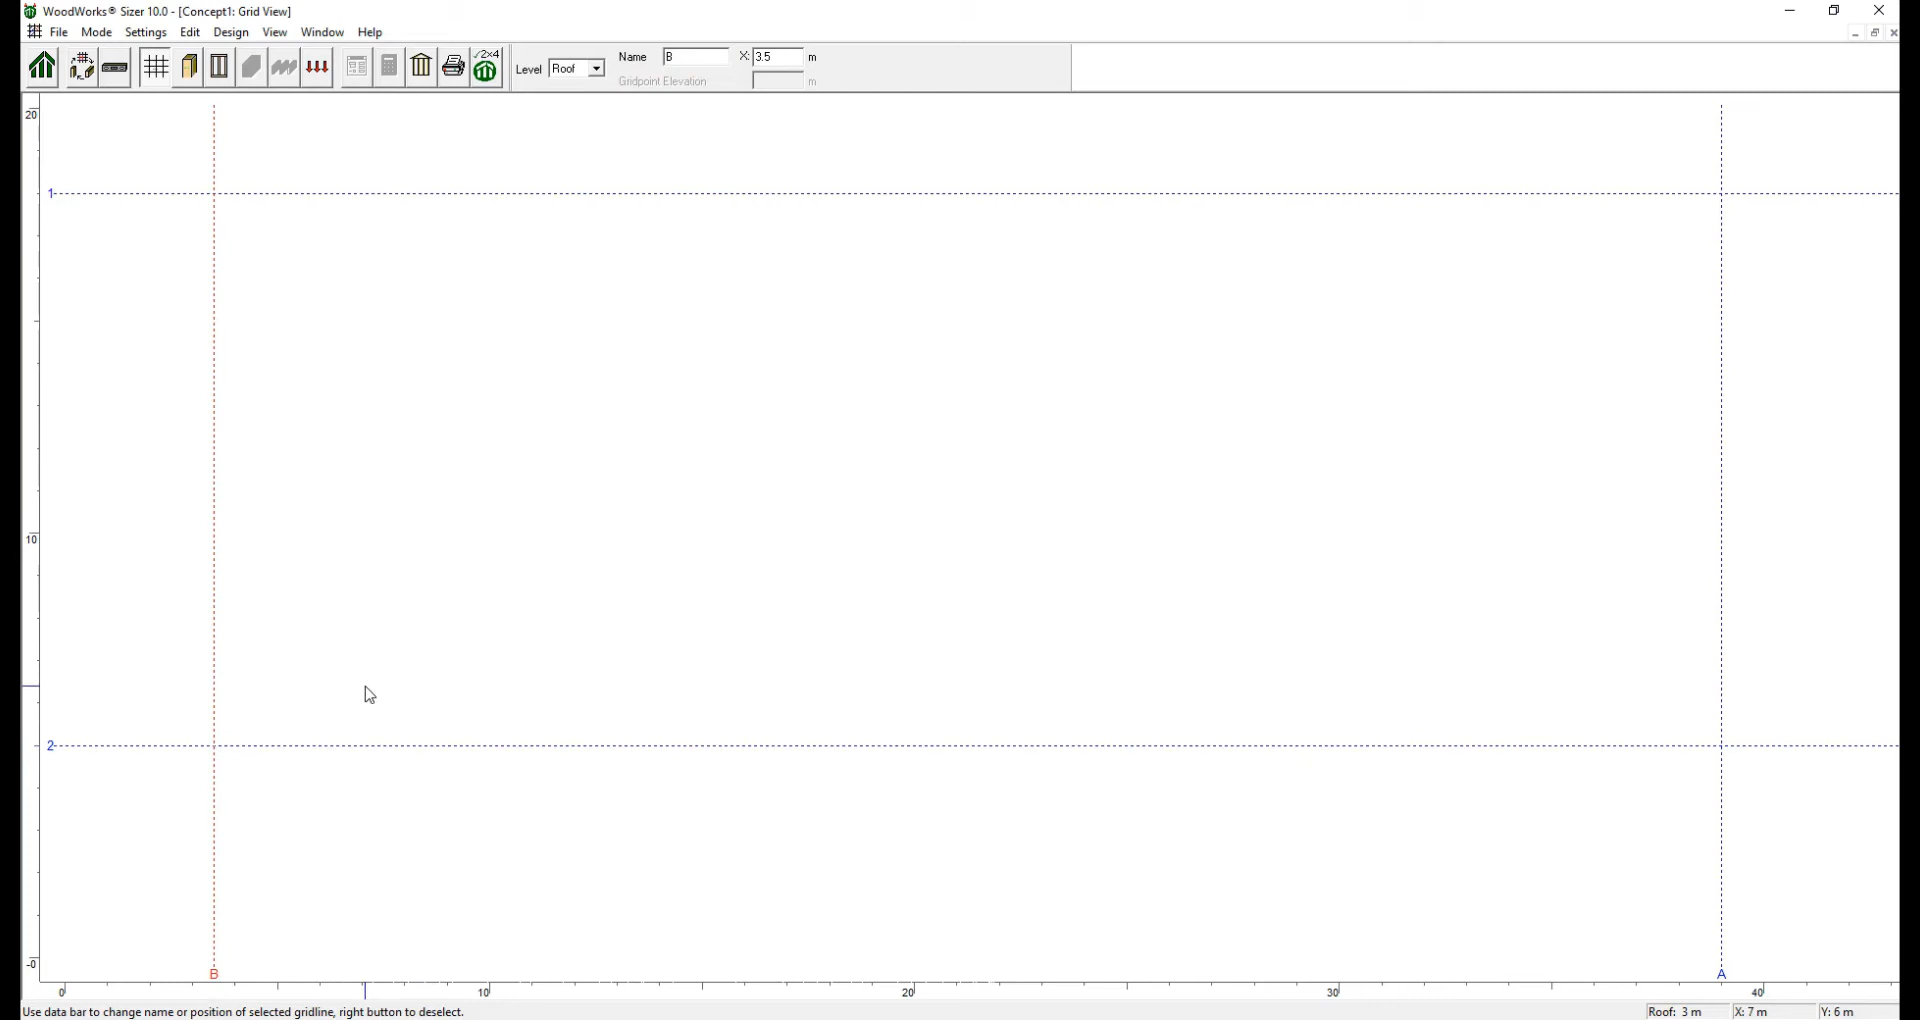 WoodWorks® Sizer 10.0 - [Concept1: Grid View]
File Mode Settings Edit Design View Window Help
2x4
Level Roof Name B X: 3.5 m
Gridpoint Elevation m
20
1
10
2
-0
B A
0 10 20 30 40
Use data bar to change name or position of selected gridline, right button to deselect. Roof: 3 m X: 7 m Y: 6 m